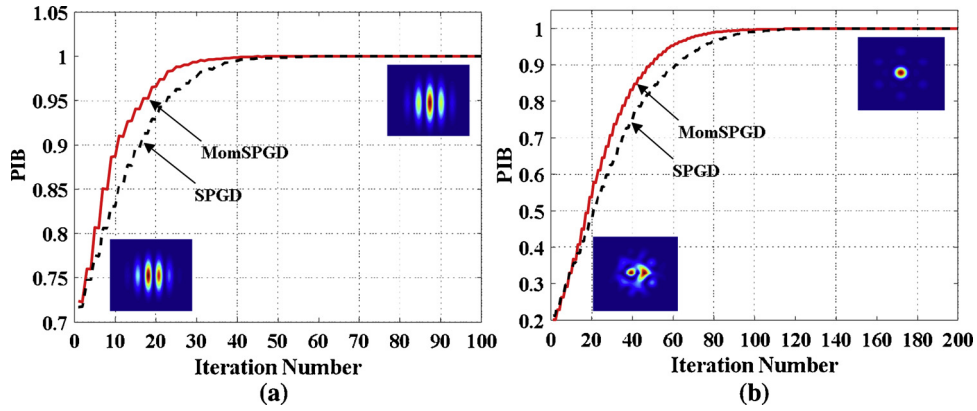 1.05
1
0.95
0.9
0.85
0.8
0.75
0.7
PIB
MomSPGD
SPGD
0 10 20 30 40 50 60 70 80 90 100
Iteration Number
(a)
1
0.9
0.8
0.7
0.6
0.5
0.4
0.3
0.2
PIB
MomSPGD
SPGD
0 20 40 60 80 100 120 140 160 180 200
Iteration Number
(b)